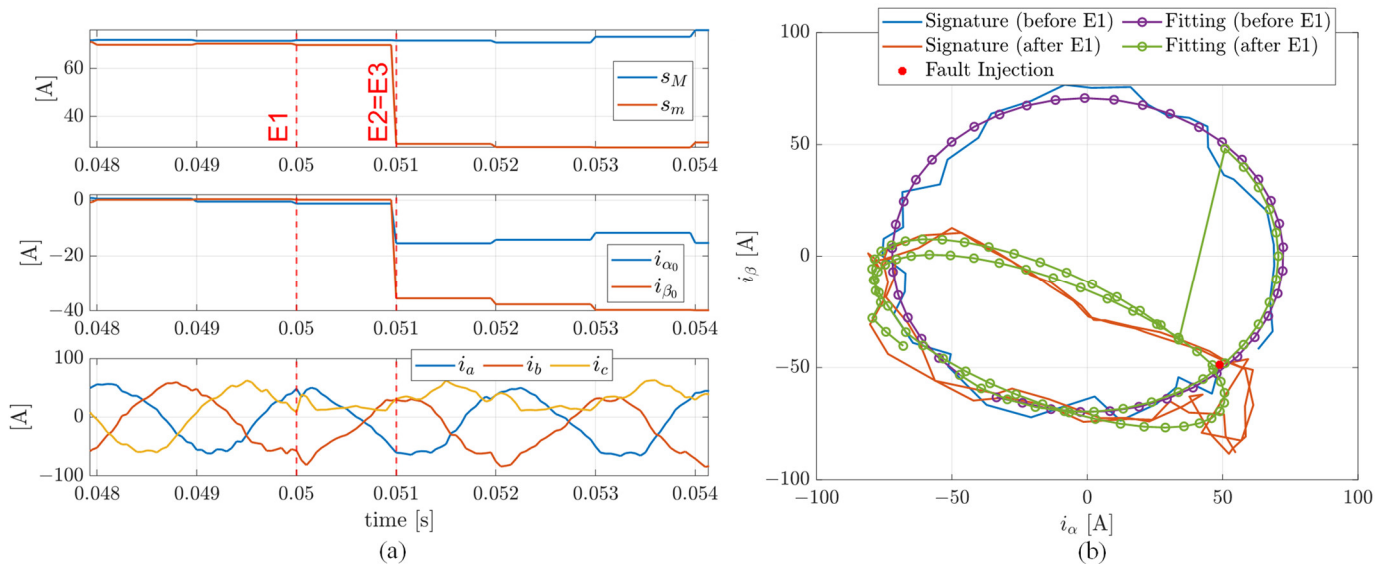 [A]
60
40
E1
E2=E3
s_M
s_m
0.048 0.049 0.05 0.051 0.052 0.053 0.054
[A]
0
−20
−40
i_α₀
i_β₀
0.048 0.049 0.05 0.051 0.052 0.053 0.054
[A]
100
0
−100
i_a i_b i_c
0.048 0.049 0.05 0.051 0.052 0.053 0.054
time [s]
(a)
Signature (before E1) Fitting (before E1)
Signature (after E1) Fitting (after E1)
Fault Injection
i_β [A]
100
50
0
−50
−100
−100 −50 0 50 100
i_α [A]
(b)